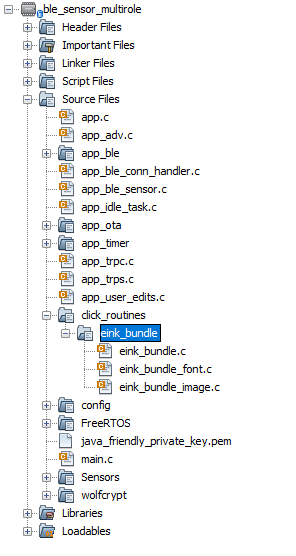 ble_sensor_multirole
Header Files
Important Files
Linker Files
Script Files
Source Files
app.c
app_adv.c
app_ble
app_ble_conn_handler.c
app_ble_sensor.c
app_idle_task.c
app_ota
app_timer
app_trpc.c
app_trps.c
app_user_edits.c
click_routines
eink_bundle
eink_bundle.c
eink_bundle_font.c
eink_bundle_image.c
config
FreeRTOS
java_friendly_private_key.pem
main.c
Sensors
wolfcrypt
Libraries
Loadables